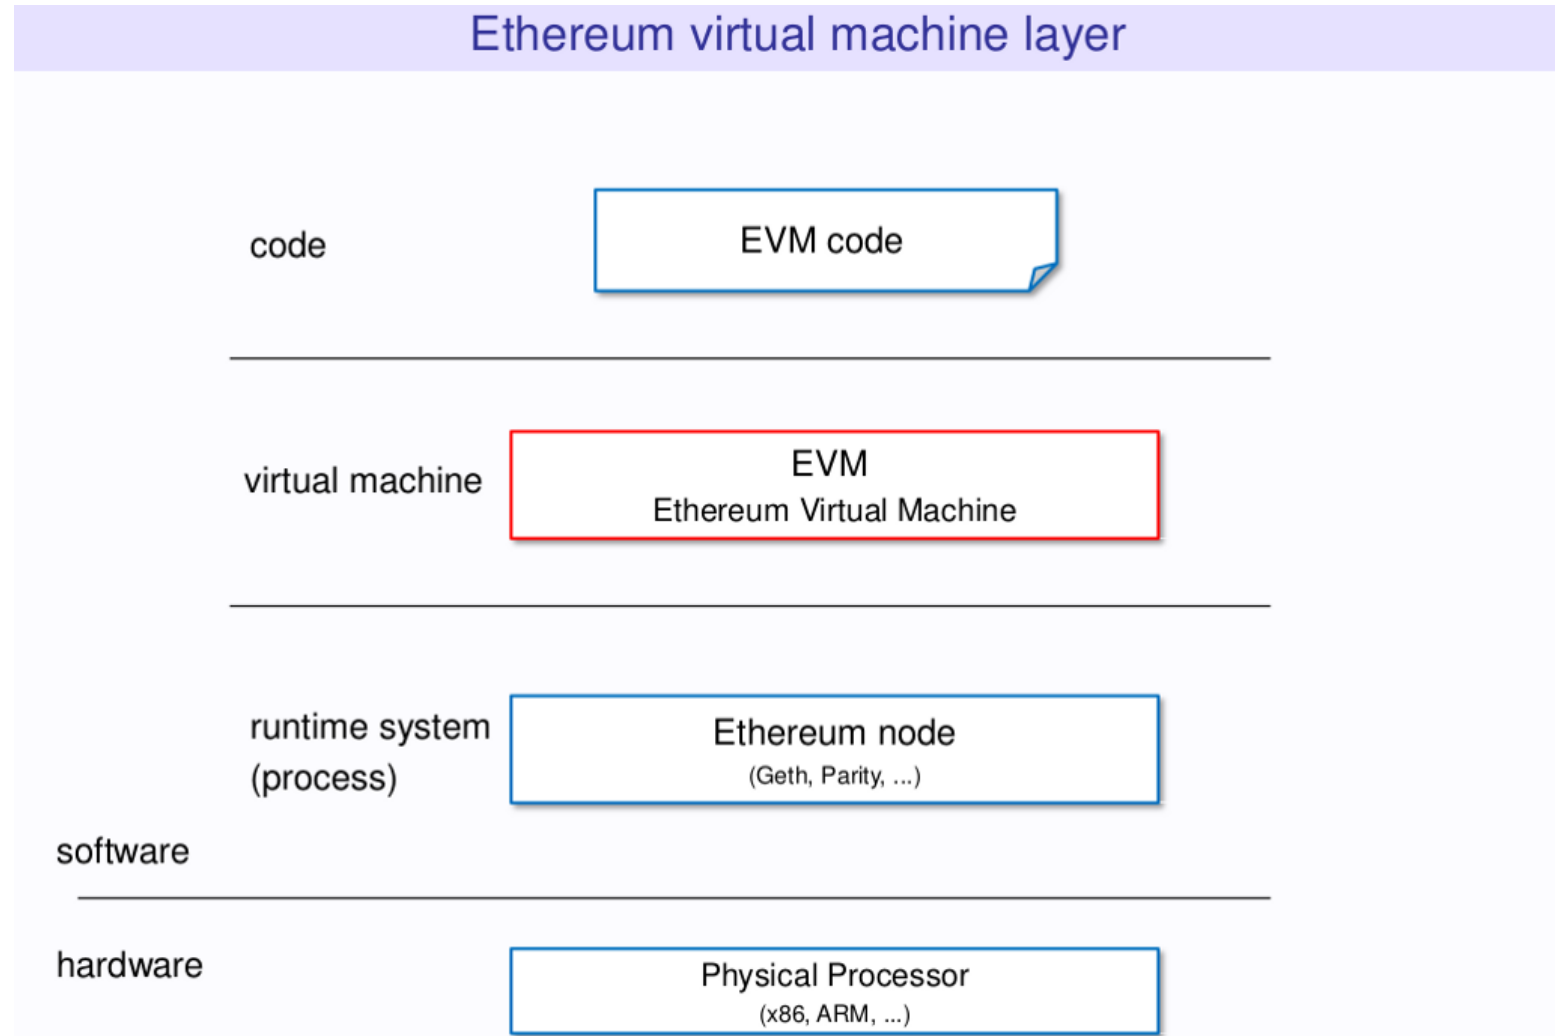 Ethereum virtual machine layer
code
EVM code
virtual machine
EVM
Ethereum Virtual Machine
runtime system
(process)
Ethereum node
(Geth, Parity, ...)
software
hardware
Physical Processor
(x86, ARM, ...)